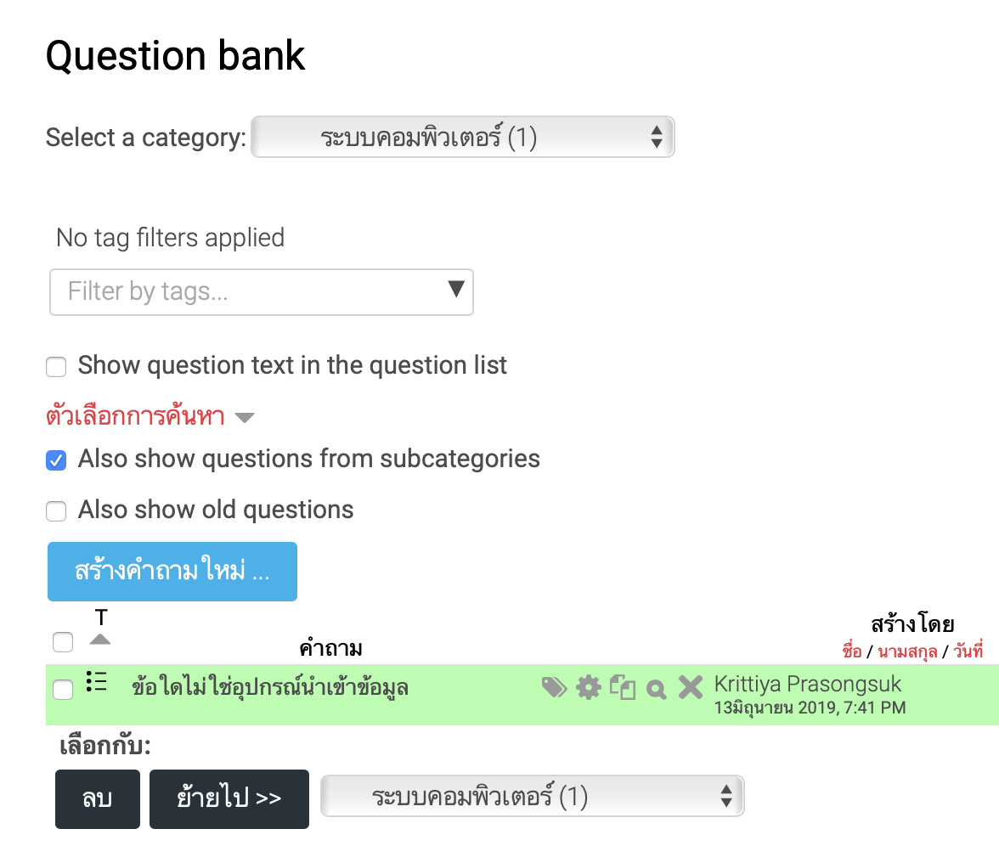 Question bank
Select a category: ระบบคอมพิวเตอร์ (1)
No tag filters applied
Filter by tags...
Show question text in the question list
ตัวเลือกการค้นหา
Also show questions from subcategories
Also show old questions
สร้างคำถามใหม่ ...
T
คำถาม
สร้างโดย
ชื่อ / นามสกุล / วันที่
ข้อใดไม่ใช่อุปกรณ์นำเข้าข้อมูล
Krittiya Prasongsuk
13มิถุนายน 2019, 7:41 PM
เลือกกับ:
ลบ ย้ายไป >> ระบบคอมพิวเตอร์ (1)